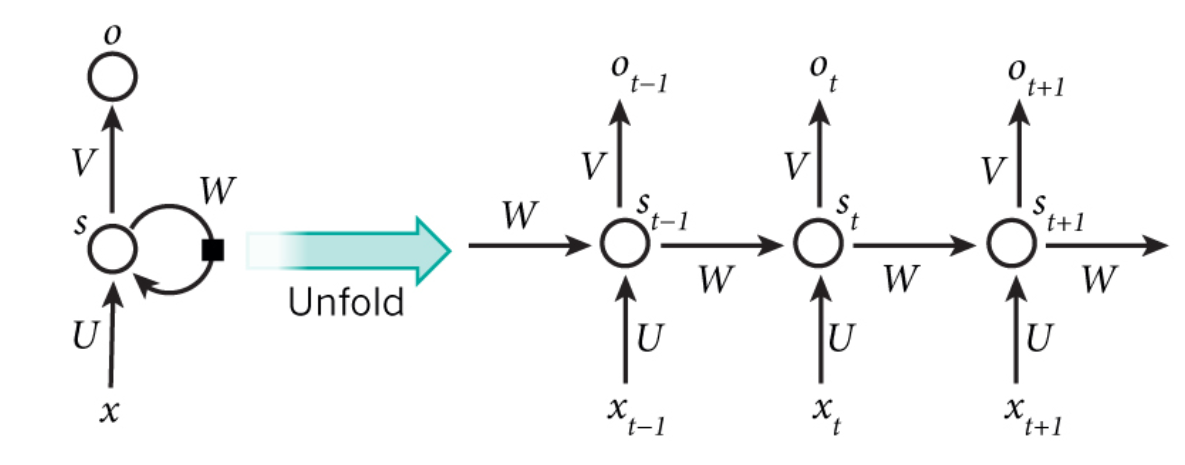 o
o_{t-1} o_t o_{t+1}
V V V V
W
s W s_{t-1} s_t s_{t+1}
Unfold W W W
U U U U
x x_{t-1} x_t x_{t+1}